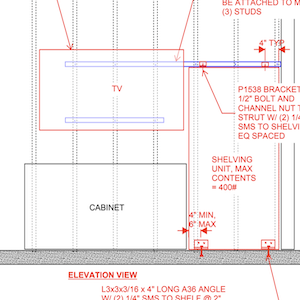 BE ATTACHED TO M
(3) STUDS
4" TYP
TV
P1538 BRACKET
1/2" BOLT AND
CHANNEL NUT T
STRUT W/ (2) 1/4
SMS TO SHELVI
EQ SPACED
SHELVING
UNIT, MAX
CONTENTS
= 400#
CABINET
4" MIN,
6" MAX
ELEVATION VIEW
L3x3x3/16 x 4" LONG A36 ANGLE
W/ (2) 1/4" SMS TO SHELF @ 2"